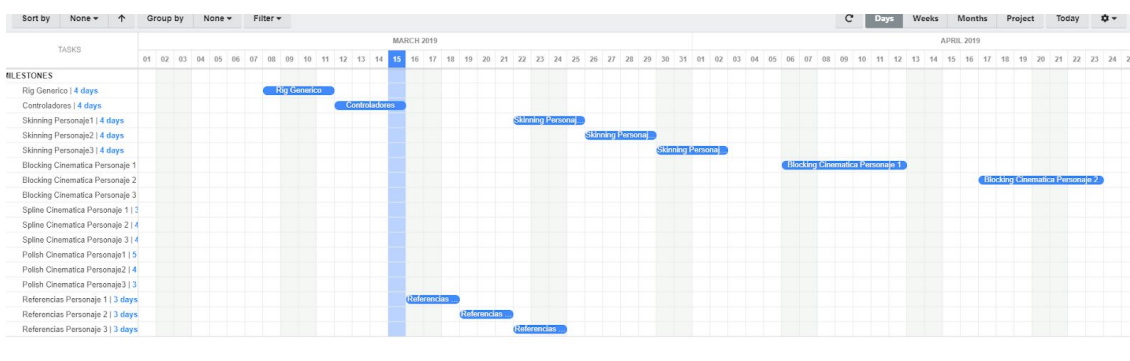 Sort by None Group by None Filter Days Weeks Months Project Today
TASKS
MARCH 2019 APRIL 2019
01 02 03 04 05 06 07 08 09 10 11 12 13 14 15 16 17 18 19 20 21 22 23 24 25 26 27 28 29 30 31 01 02 03 04 05 06 07 08 09 10 11 12 13 14 15 16 17 18 19 20 21 22 23 24 2
MILESTONES
Rig Generico | 4 days Rig Generico
Controladores | 4 days Controladores
Skinning Personaje1 | 4 days Skinning Personaj...
Skinning Personaje2 | 4 days Skinning Personaj...
Skinning Personaje3 | 4 days Skinning Personaj...
Blocking Cinematica Personaje 1 Blocking Cinematica Personaje 1
Blocking Cinematica Personaje 2 Blocking Cinematica Personaje 2
Blocking Cinematica Personaje 3
Spline Cinematica Personaje 1 | 3
Spline Cinematica Personaje 2 | 4
Spline Cinematica Personaje 3 | 4
Polish Cinematica Personaje1 | 5
Polish Cinematica Personaje2 | 4
Polish Cinematica Personaje3 | 3
Referencias Personaje 1 | 3 days Referencias ...
Referencias Personaje 2 | 3 days Referencias ...
Referencias Personaje 3 | 3 days Referencias ...